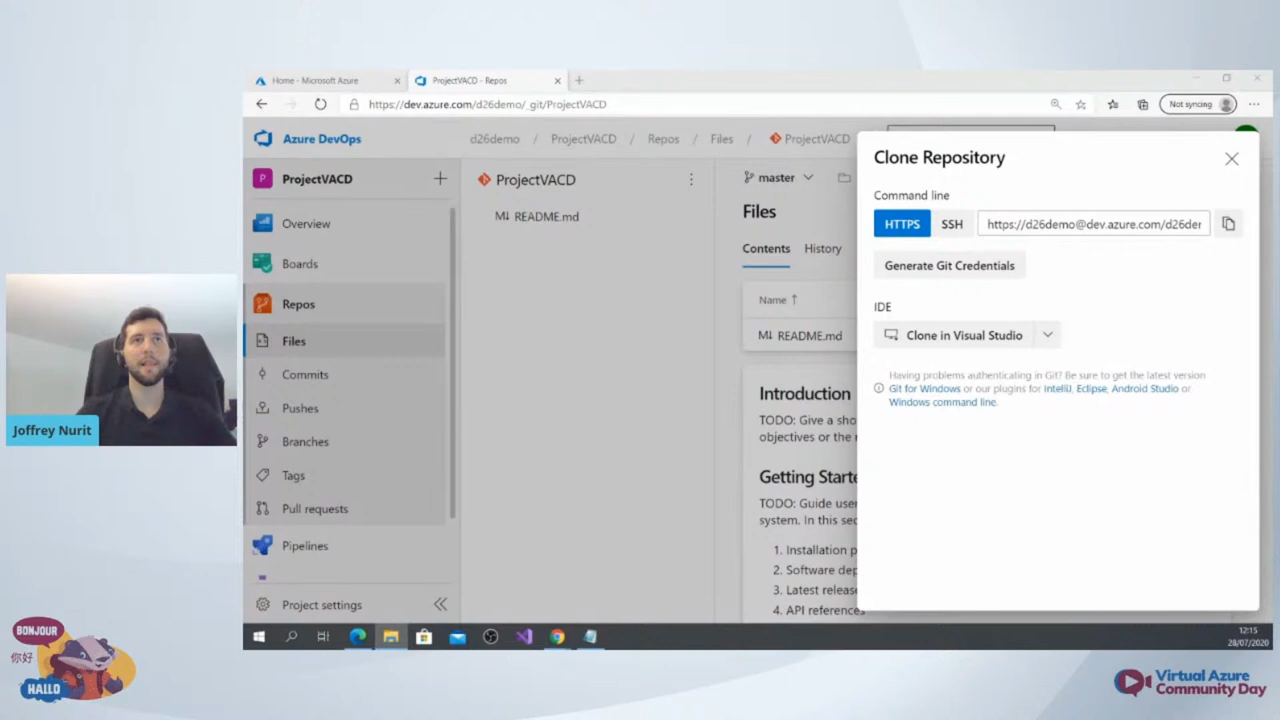 Home - Microsoft Azure
ProjectVACD - Repos
https://dev.azure.com/d26demo/_git/ProjectVACD
Not syncing
Azure DevOps
d26demo / ProjectVACD / Repos / Files / ProjectVACD
ProjectVACD
Overview
Boards
Repos
Files
Commits
Pushes
Branches
Tags
Pull requests
Pipelines
Project settings
ProjectVACD
README.md
master
Files
Contents
History
Name
README.md
Introduction
TODO: Give a sho
objectives or the
Getting Starte
TODO: Guide user
system. In this sec
1. Installation p
2. Software dep
3. Latest release
4. API references
Clone Repository
Command line
HTTPS
SSH
https://d26demo@dev.azure.com/d26der
Generate Git Credentials
IDE
Clone in Visual Studio
Having problems authenticating in Git? Be sure to get the latest version
Git for Windows or our plugins for IntelliJ, Eclipse, Android Studio or
Windows command line.
12:15
28/07/2020
Joffrey Nurit
BONJOUR
你好
HALLO
Virtual Azure
Community Day